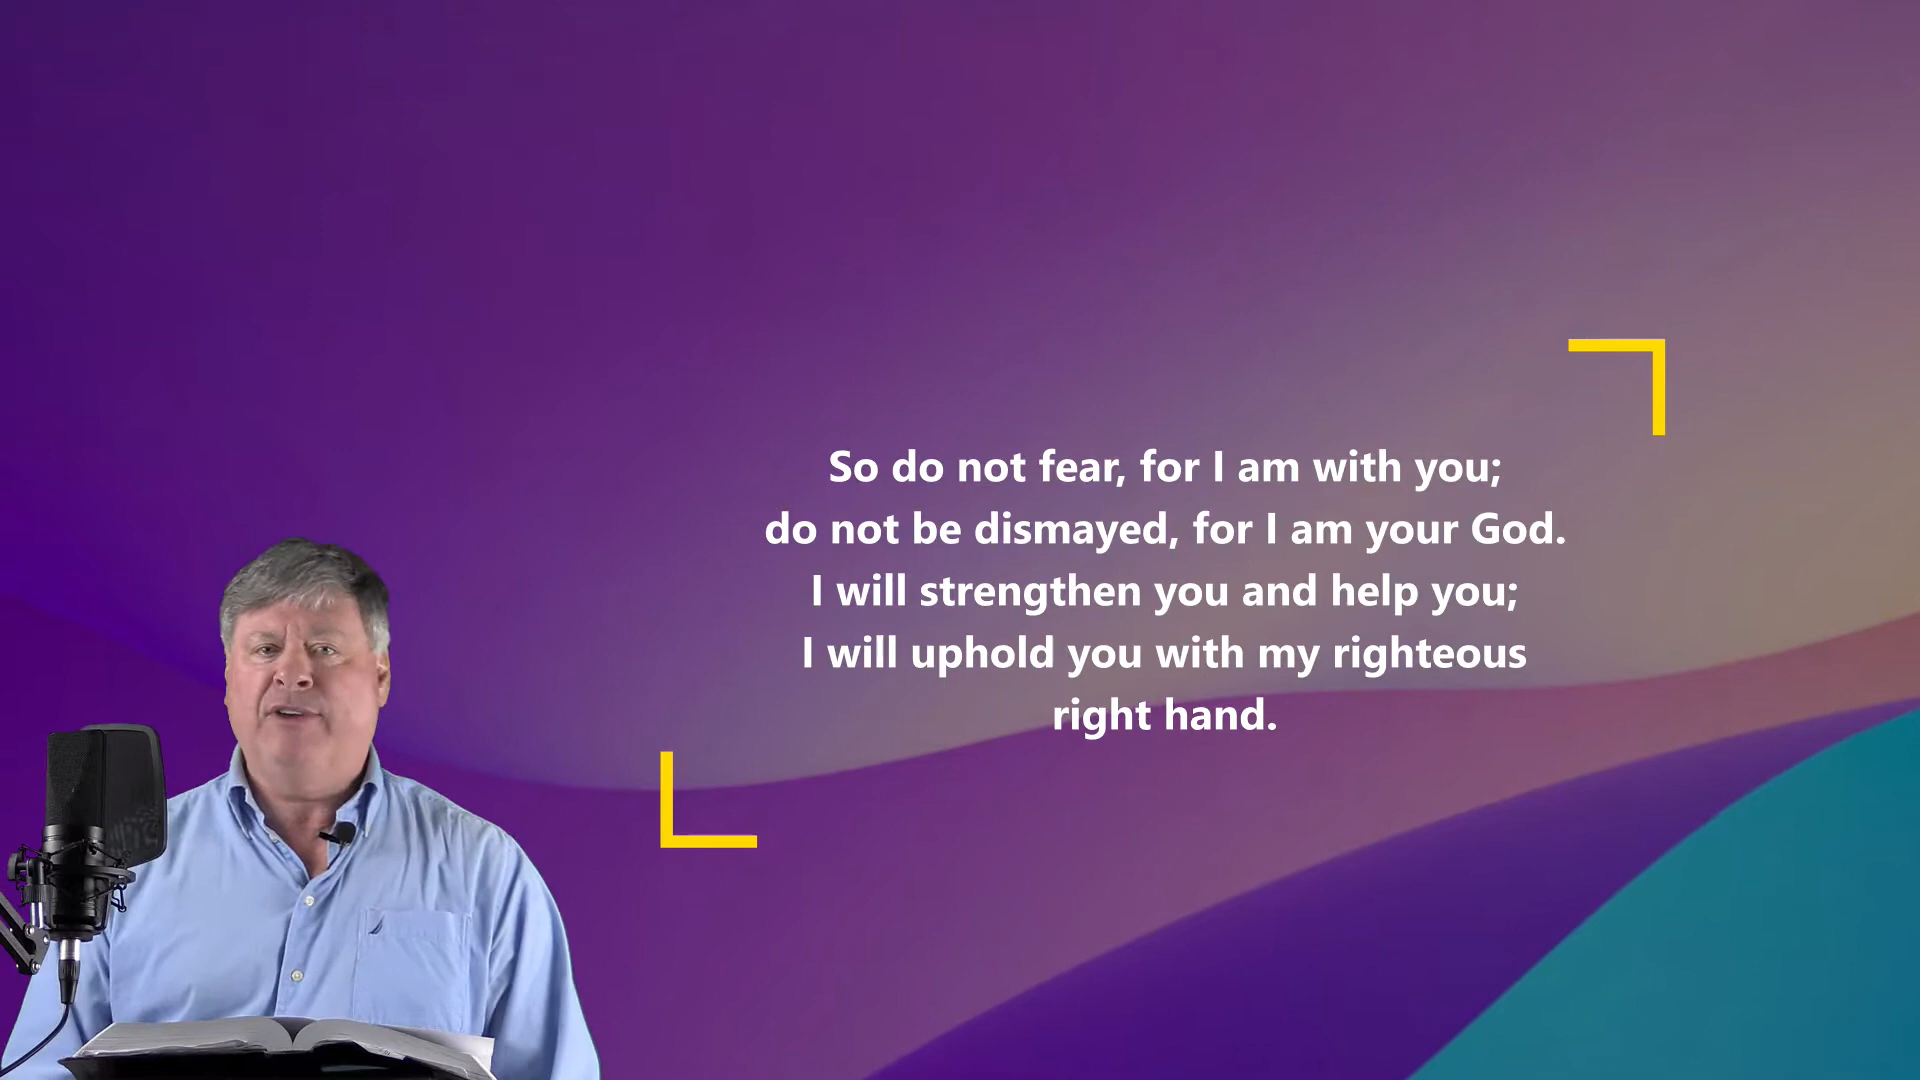 So do not fear, for I am with you;
do not be dismayed, for I am your God.
I will strengthen you and help you;
I will uphold you with my righteous
right hand.